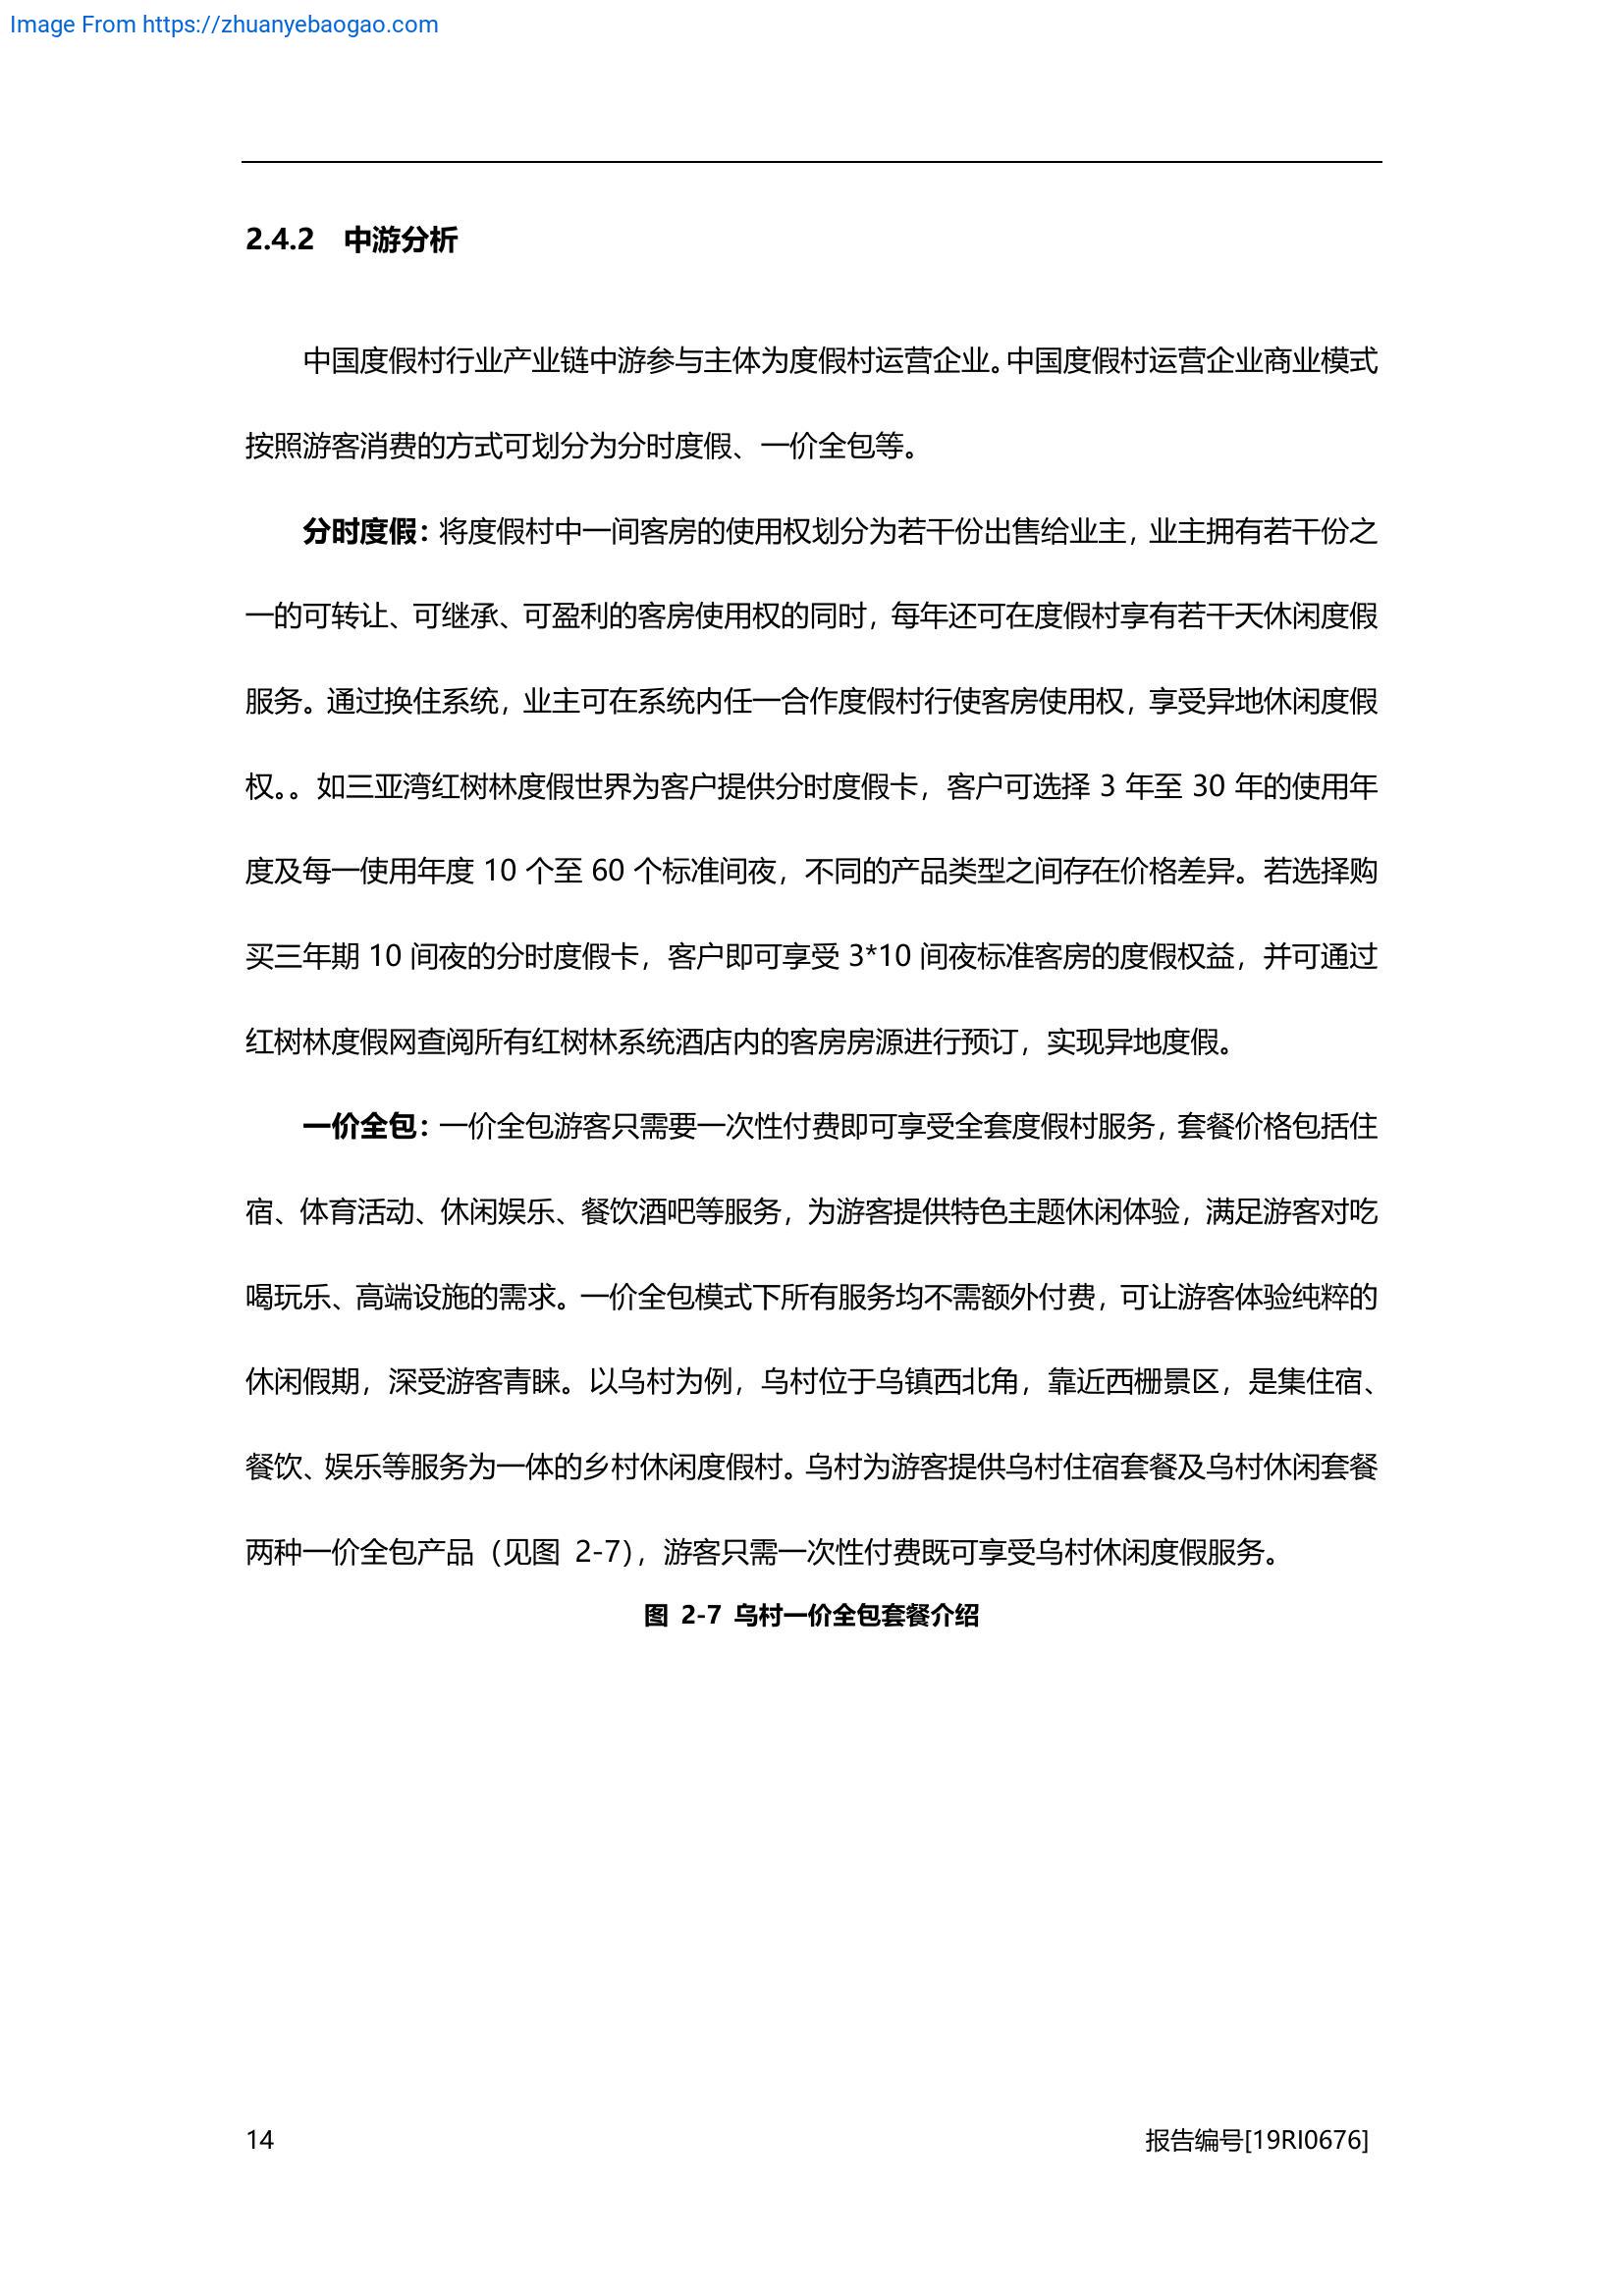 Image From https://zhuanyebaogao.com
2.4.2 中游分析
中国度假村行业产业链中游参与主体为度假村运营企业。中国度假村运营企业商业模式
按照游客消费的方式可划分为分时度假、一价全包等。
分时度假：将度假村中一间客房的使用权划分为若干份出售给业主，业主拥有若干份之
一的可转让、可继承、可盈利的客房使用权的同时，每年还可在度假村享有若干天休闲度假
服务。通过换住系统，业主可在系统内任一合作度假村行使客房使用权，享受异地休闲度假
权。。如三亚湾红树林度假世界为客户提供分时度假卡，客户可选择 3 年至 30 年的使用年
度及每一使用年度 10 个至 60 个标准间夜，不同的产品类型之间存在价格差异。若选择购
买三年期 10 间夜的分时度假卡，客户即可享受 3*10 间夜标准客房的度假权益，并可通过
红树林度假网查阅所有红树林系统酒店内的客房房源进行预订，实现异地度假。
一价全包：一价全包游客只需要一次性付费即可享受全套度假村服务，套餐价格包括住
宿、体育活动、休闲娱乐、餐饮酒吧等服务，为游客提供特色主题休闲体验，满足游客对吃
喝玩乐、高端设施的需求。一价全包模式下所有服务均不需额外付费，可让游客体验纯粹的
休闲假期，深受游客青睐。以乌村为例，乌村位于乌镇西北角，靠近西栅景区，是集住宿、
餐饮、娱乐等服务为一体的乡村休闲度假村。乌村为游客提供乌村住宿套餐及乌村休闲套餐
两种一价全包产品（见图 2-7），游客只需一次性付费既可享受乌村休闲度假服务。
图 2-7 乌村一价全包套餐介绍
14
报告编号[19RI0676]